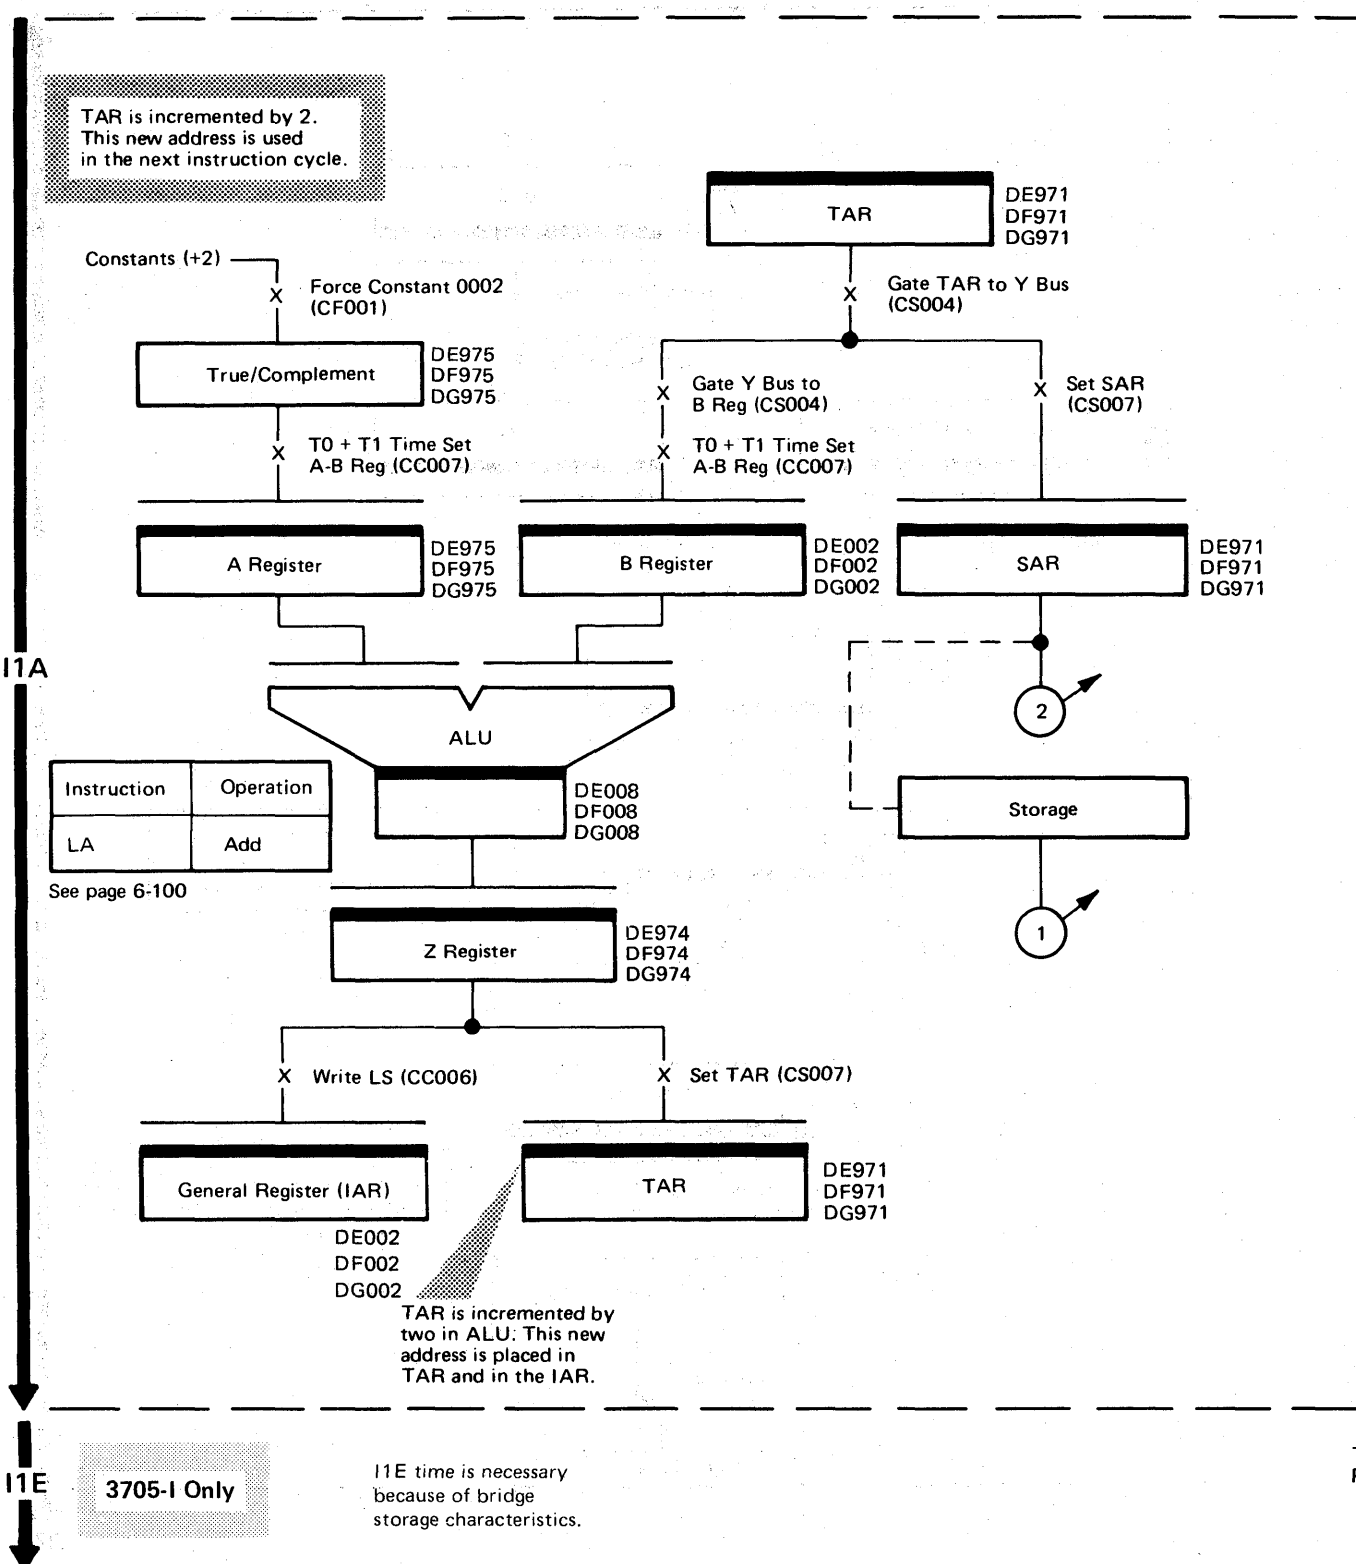 TAR is incremented by 2.
This new address is used
in the next instruction cycle.
TAR
DE971
DF971
DG971
Constants (+2)
Force Constant 0002
(CF001)
Gate TAR to Y Bus
(CS004)
True/Complement
DE975
DF975
DG975
Gate Y Bus to
B Reg (CS004)
Set SAR
(CS007)
T0 + T1 Time Set
A-B Reg (CC007)
T0 + T1 Time Set
A-B Reg (CC007)
A Register
DE975
DF975
DG975
B Register
DE002
DF002
DG002
SAR
DE971
DF971
DG971
I1A
2
ALU
Instruction Operation
LA Add
See page 6-100
DE008
DF008
DG008
Storage
1
Z Register
DE974
DF974
DG974
Write LS (CC006)
Set TAR (CS007)
General Register (IAR)
DE002
DF002
DG002
TAR
DE971
DF971
DG971
TAR is incremented by
two in ALU. This new
address is placed in
TAR and in the IAR.
I1E
3705-I Only
I1E time is necessary
because of bridge
storage characteristics.